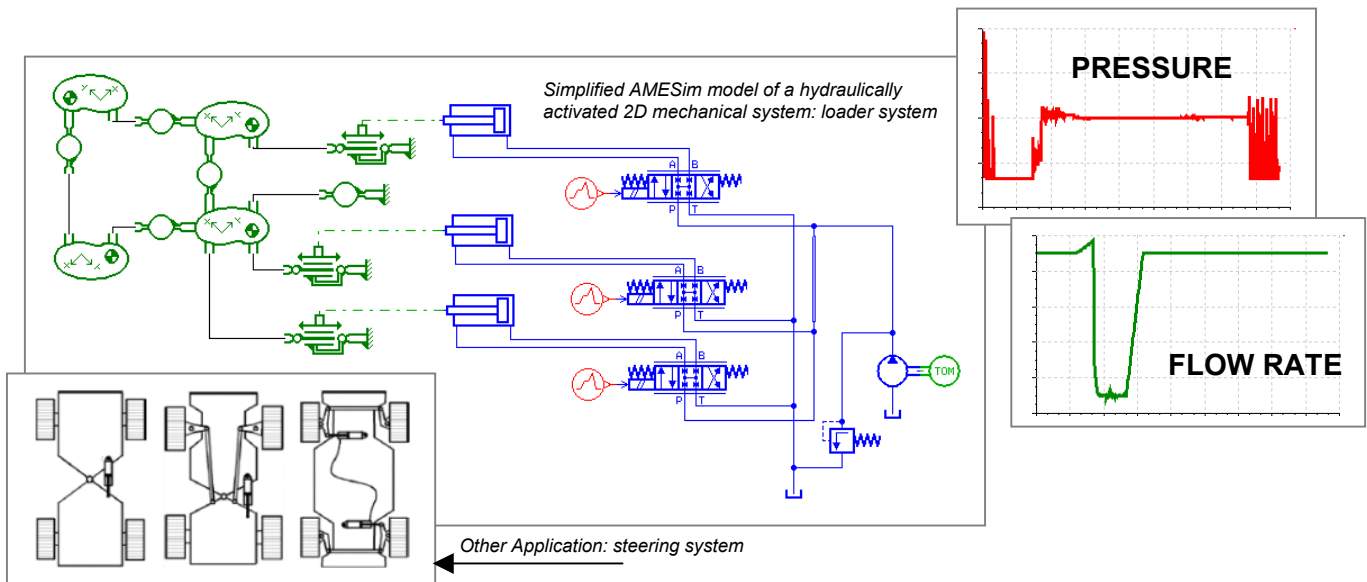 Simplified AMESim model of a hydraulically
activated 2D mechanical system: loader system
PRESSURE
FLOW RATE
A B
P T
A B
P T
A B
P T
TOM
X Y
X Y
X Y
X Y
Other Application: steering system